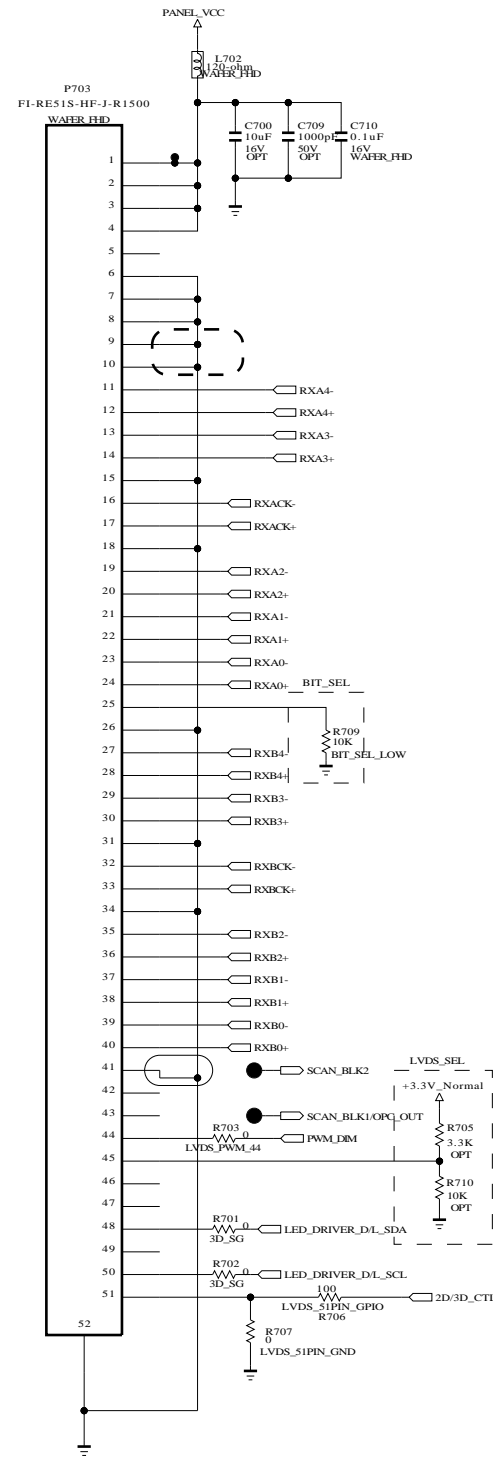 PANEL_VCC
L702
120-ohm
WAFER_FHD
P703
FI-RE51S-HF-J-R1500
WAFER_FHD
C700
10uF
16V
OPT
C709
1000pF
50V
OPT
C710
0.1uF
16V
WAFER_FHD
1
2
3
4
5
6
7
8
9
10
11
RXA4-
12
RXA4+
13
RXA3-
14
RXA3+
15
16
RXACK-
17
RXACK+
18
19
RXA2-
20
RXA2+
21
RXA1-
22
RXA1+
23
RXA0-
24
RXA0+
BIT_SEL
25
R709
10K
BIT_SEL_LOW
26
27
RXB4-
28
RXB4+
29
RXB3-
30
RXB3+
31
32
RXBCK-
33
RXBCK+
34
35
RXB2-
36
RXB2+
37
RXB1-
38
RXB1+
39
RXB0-
40
RXB0+
41
SCAN_BLK2
LVDS_SEL
+3.3V_Normal
42
43
SCAN_BLK1/OPC_OUT
R705
3.3K
OPT
44
R703
0
LVDS_PWM_44
PWM_DIM
45
R710
10K
OPT
46
47
48
R701
0
3D_SG
LED_DRIVER_D/L_SDA
49
50
R702
0
3D_SG
LED_DRIVER_D/L_SCL
51
100
LVDS_51PIN_GPIO
R706
2D/3D_CTL
52
R707
0
LVDS_51PIN_GND